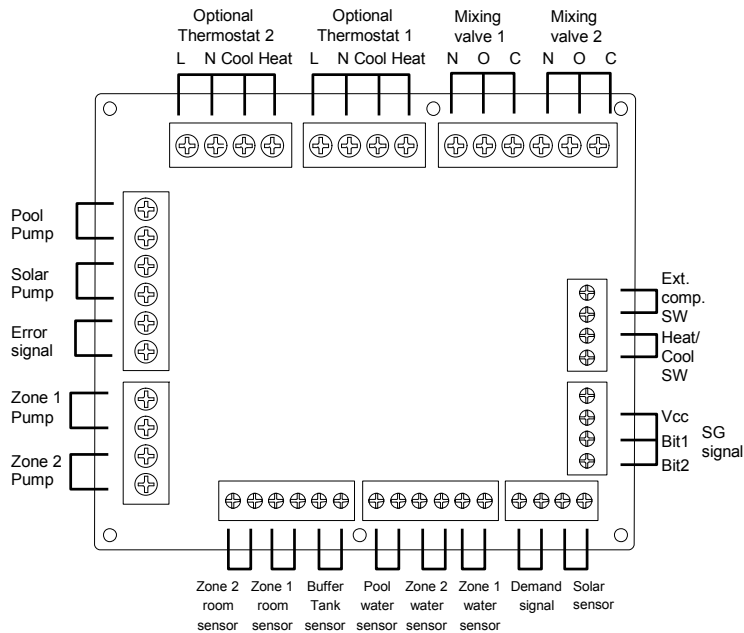 Optional
Thermostat 2
L N Cool Heat
Optional
Thermostat 1
L N Cool Heat
Mixing
valve 1
N O C
Mixing
valve 2
N O C
Pool
Pump
Solar
Pump
Error
signal
Zone 1
Pump
Zone 2
Pump
Ext.
comp.
SW
Heat/
Cool
SW
Vcc
Bit1
Bit2
SG
signal
Zone 2
room
sensor
Zone 1
room
sensor
Buffer
Tank
sensor
Pool
water
sensor
Zone 2
water
sensor
Zone 1
water
sensor
Demand
signal
Solar
sensor